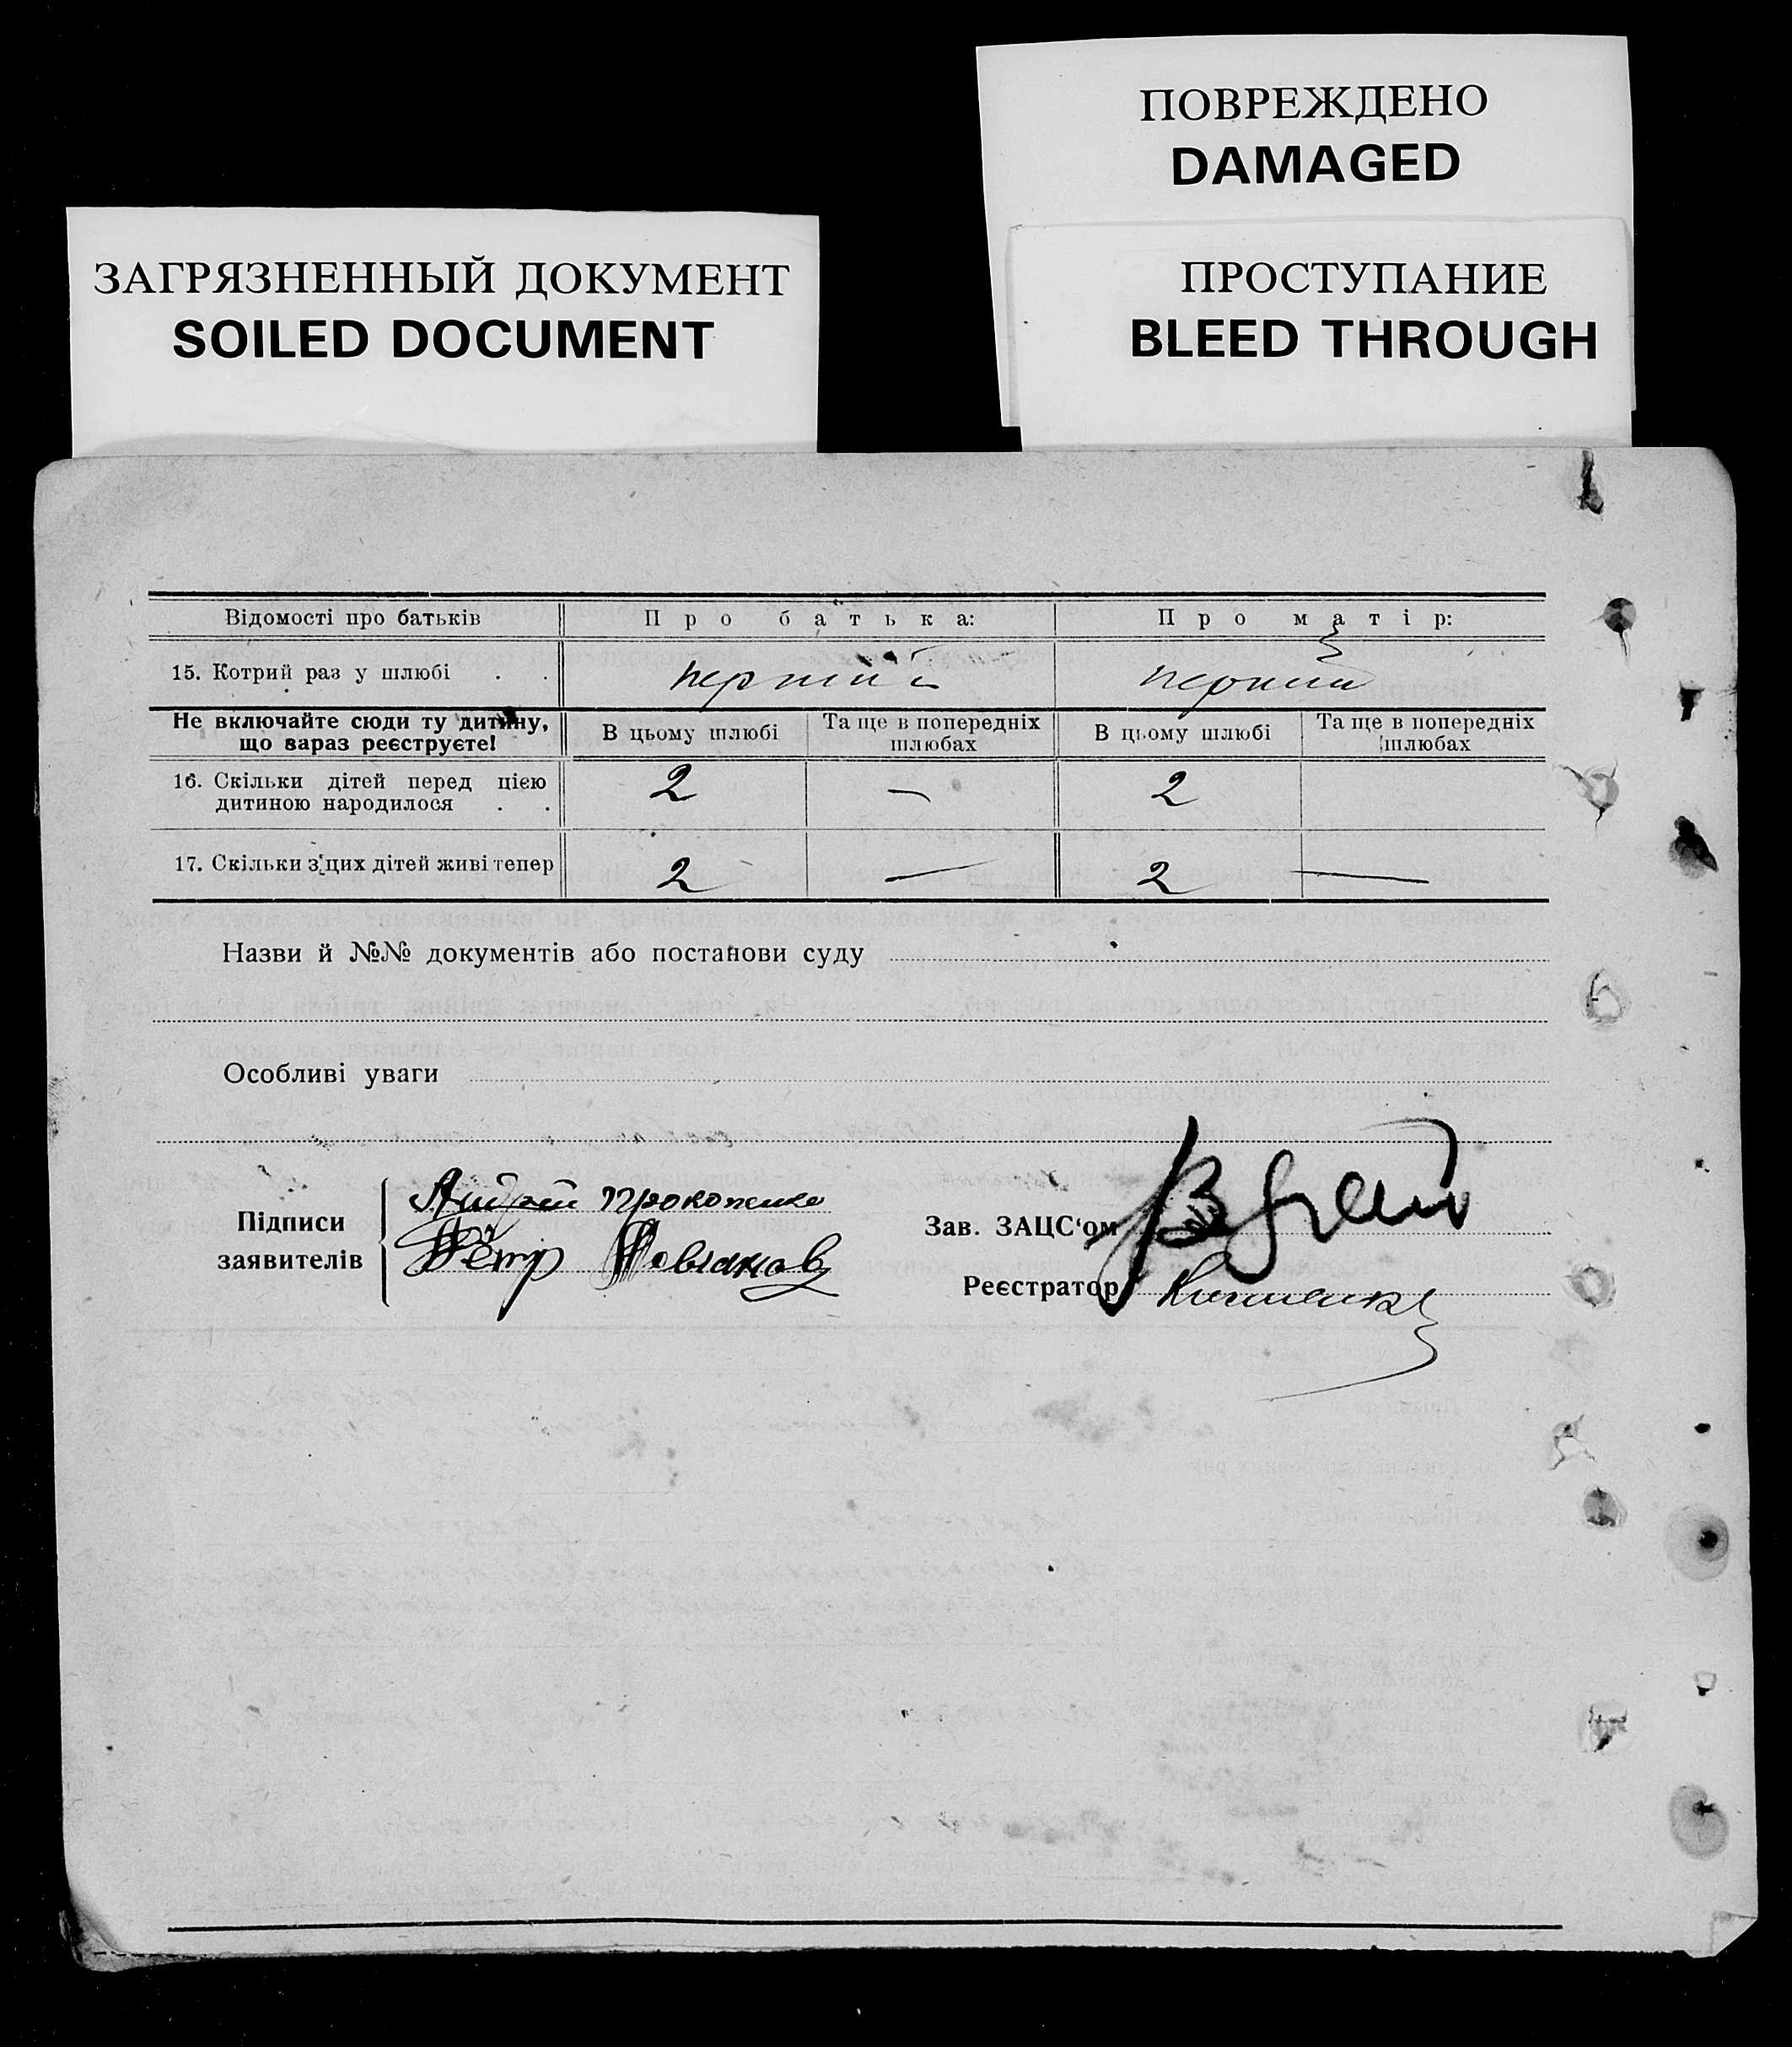 ПОВРЕЖДЕНО
DAMAGED
ЗАГРЯЗНЕННЫЙ ДОКУМЕНТ
SOILED DOCUMENT
ПРОСТУПАНИЕ
BLEED THROUGH
Відомості про батьків Про батька: Про матір:
15. Котрий раз у шлюбі . . перший перший
Не включайте сюди ту дитину, що зараз реєструєте! В цьому шлюбі Та ще в попередніх шлюбах В цьому шлюбі Та ще в попередніх шлюбах
16. Скільки дітей перед цією 2 — 2
дитиною народилося . .
17. Скільки з цих дітей живі тепер 2 — 2 —
Назви й №№ документів або постанови суду
Особливі уваги
Підписи заявителів
Андрей Прокопенко
Пётр
Зав. ЗАЦС'ом
Реєстратор